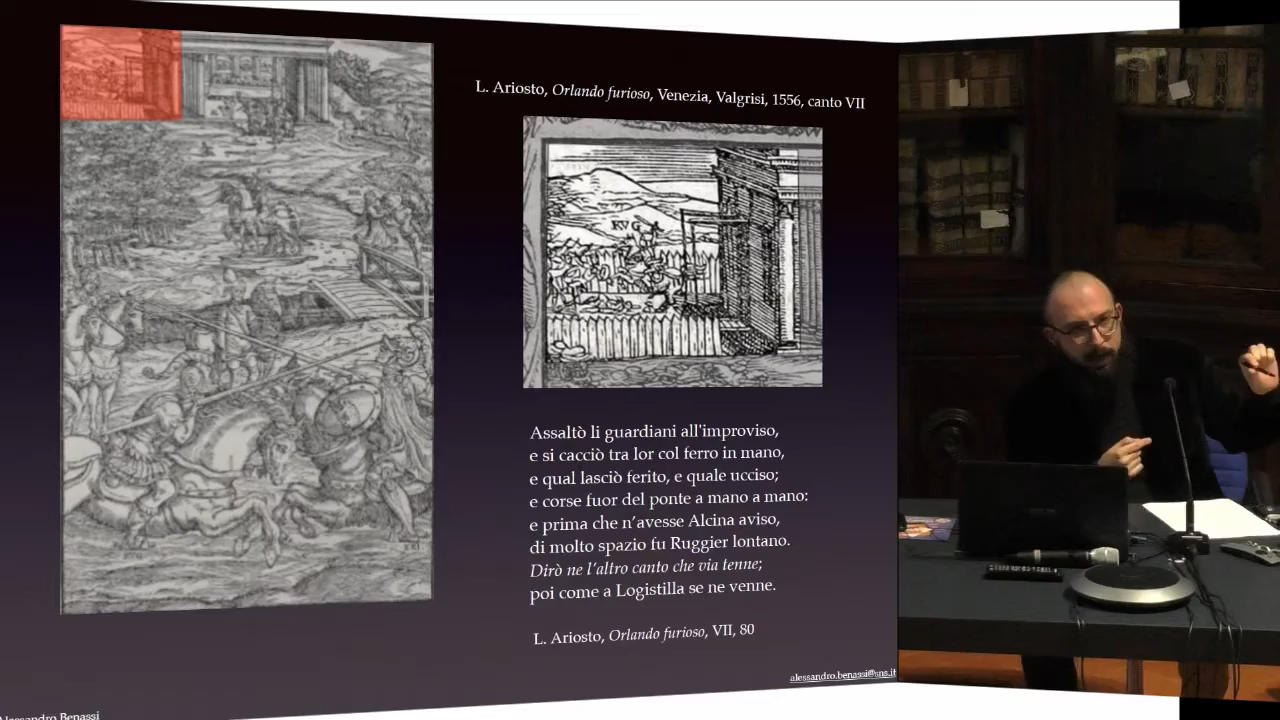 L. Ariosto, Orlando furioso, Venezia, Valgrisi, 1556, canto VII
RVG
Assaltò li guardiani all'improviso,
e si cacciò tra lor col ferro in mano,
e qual lasciò ferito, e quale ucciso;
e corse fuor del ponte a mano a mano:
e prima che n'avesse Alcina aviso,
di molto spazio fu Ruggier lontano.
Dirò ne l'altro canto che via tenne;
poi come a Logistilla se ne venne.
L. Ariosto, Orlando furioso, VII, 80
alessandro.benassi@sns.it
Alessandro Benassi